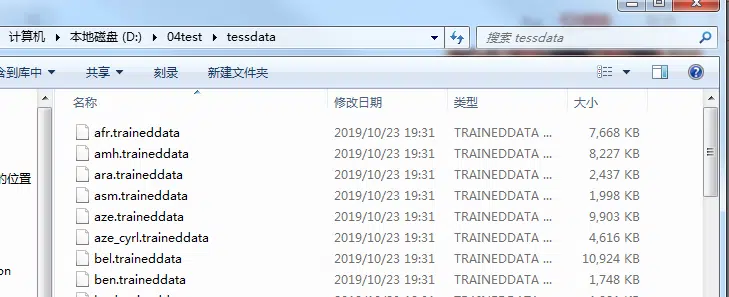 计算机 本地磁盘 (D:) 04test tessdata 搜索 tessdata
含到库中 共享 刻录 新建文件夹
名称 修改日期 类型 大小
afr.traineddata 2019/10/23 19:31 TRAINEDDATA ... 7,668 KB
amh.traineddata 2019/10/23 19:31 TRAINEDDATA ... 8,227 KB
ara.traineddata 2019/10/23 19:31 TRAINEDDATA ... 2,437 KB
的位置
asm.traineddata 2019/10/23 19:31 TRAINEDDATA ... 1,998 KB
aze.traineddata 2019/10/23 19:31 TRAINEDDATA ... 9,903 KB
aze_cyrl.traineddata 2019/10/23 19:31 TRAINEDDATA ... 4,616 KB
bel.traineddata 2019/10/23 19:31 TRAINEDDATA ... 10,924 KB
on
ben.traineddata 2019/10/23 19:31 TRAINEDDATA ... 1,748 KB